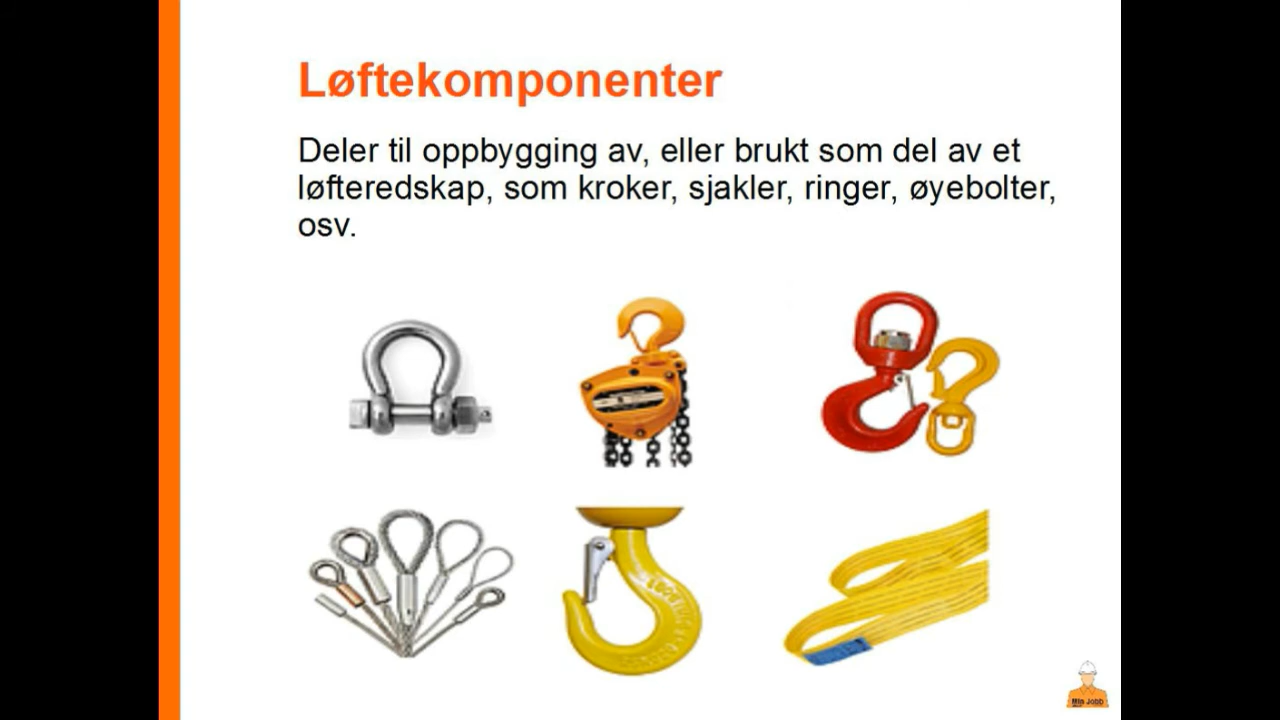 Løftekomponenter
Deler til oppbygging av, eller brukt som del av et
løfteredskap, som kroker, sjakler, ringer, øyebolter,
osv.
Min Jobb